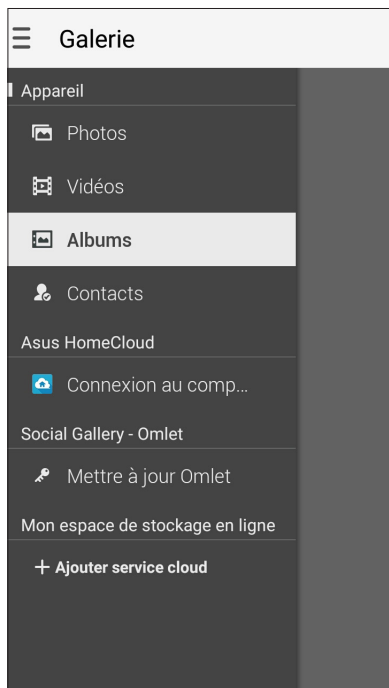 Galerie
Appareil
Photos
Vidéos
Albums
Contacts
Asus HomeCloud
Connexion au comp...
Social Gallery - Omlet
Mettre à jour Omlet
Mon espace de stockage en ligne
+ Ajouter service cloud